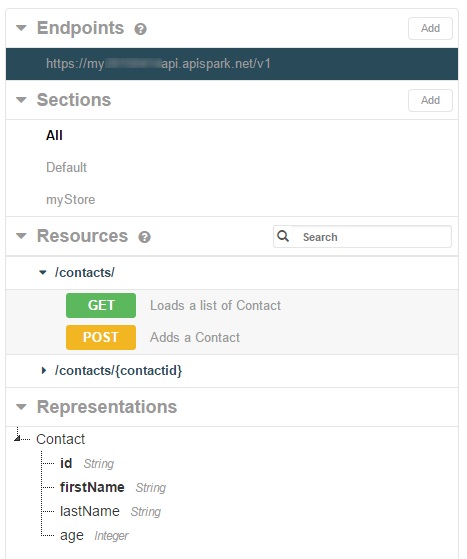 Endpoints ?
Add
https://my api.apispark.net/v1
Sections
Add
All
Default
myStore
Resources ?
Search
/contacts/
GET Loads a list of Contact
POST Adds a Contact
/contacts/{contactid}
Representations
Contact
id String
firstName String
lastName String
age Integer